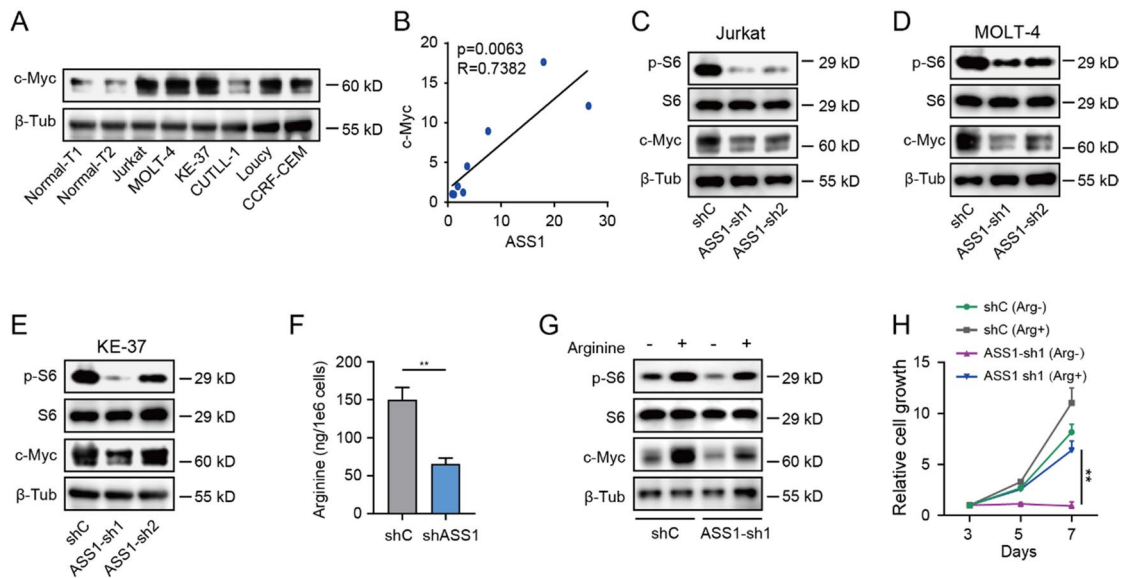 A
c-Myc
60 kD
β-Tub
55 kD
Normal-T1
Normal-T2
Jurkat
MOLT-4
KE-37
CUTLL-1
Loucy
CCRF-CEM
B
p=0.0063
R=0.7382
20
15
10
5
0
c-Myc
0 10 20 30
ASS1
C
Jurkat
p-S6
29 kD
S6
29 kD
c-Myc
60 kD
β-Tub
55 kD
shC
ASS1-sh1
ASS1-sh2
D
MOLT-4
p-S6
29 kD
S6
29 kD
c-Myc
60 kD
β-Tub
55 kD
shC
ASS1-sh1
ASS1-sh2
E
KE-37
p-S6
29 kD
S6
29 kD
c-Myc
60 kD
β-Tub
55 kD
shC
ASS1-sh1
ASS1-sh2
F
Arginine (ng/1e6 cells)
200
150
100
50
0
**
shC shASS1
G
Arginine - + - +
p-S6
29 kD
S6
29 kD
c-Myc
60 kD
β-Tub
55 kD
shC ASS1-sh1
H
shC (Arg-)
shC (Arg+)
ASS1-sh1 (Arg-)
ASS1 sh1 (Arg+)
Relative cell growth
15
10
5
0
**
3 5 7
Days